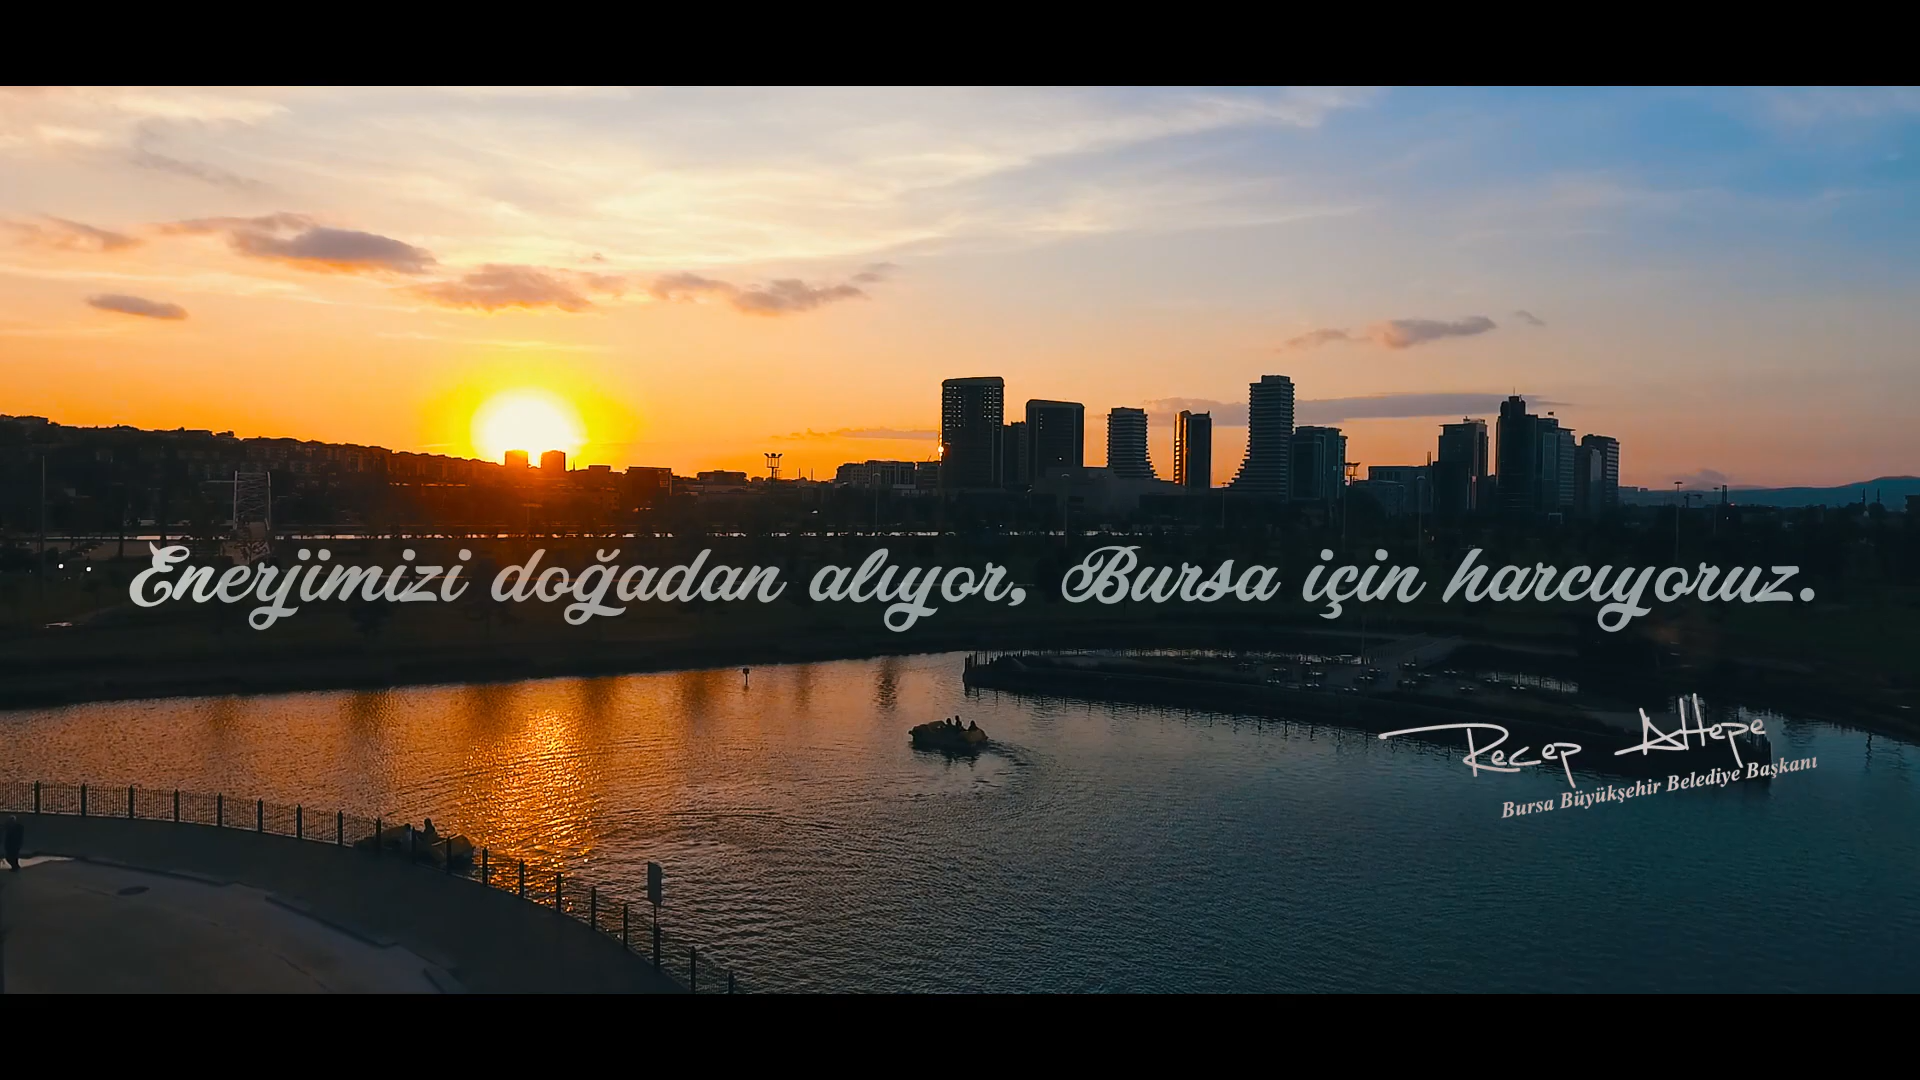 Enerjimizi doğadan alıyor, Bursa için harcıyoruz.
Recep Altepe
Bursa Büyükşehir Belediye Başkanı